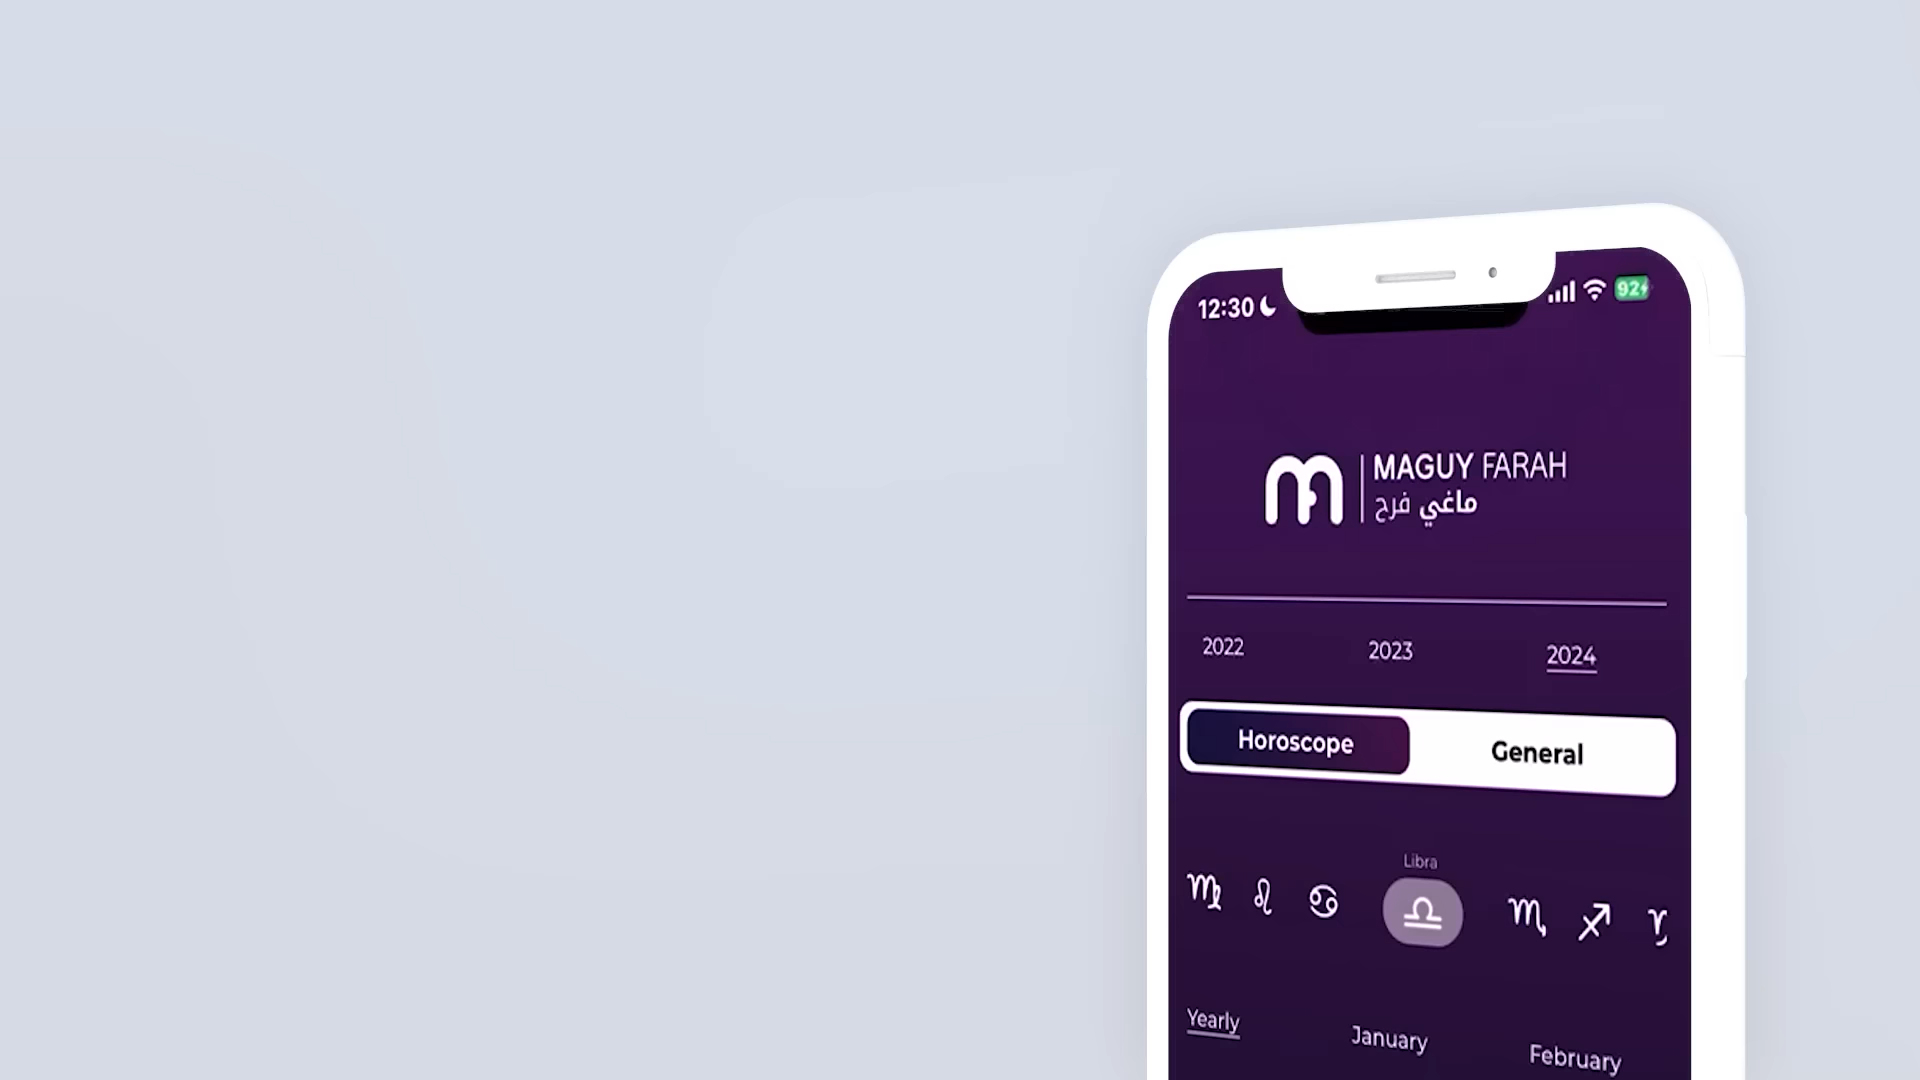 12:30
92
MAGUY FARAH
ماغي فرح
2022 2023 2024
Horoscope General
Libra
♍ ♌ ♋ ♎ ♏ ♐
Yearly January February